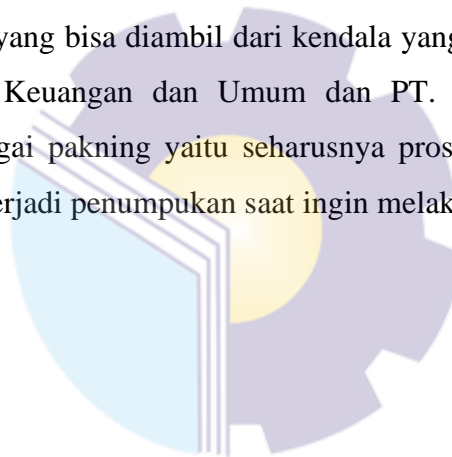 yang bisa diambil dari kendala yang
Keuangan dan Umum dan PT.
gai pakning yaitu seharusnya pros
erjadi penumpukan saat ingin melak